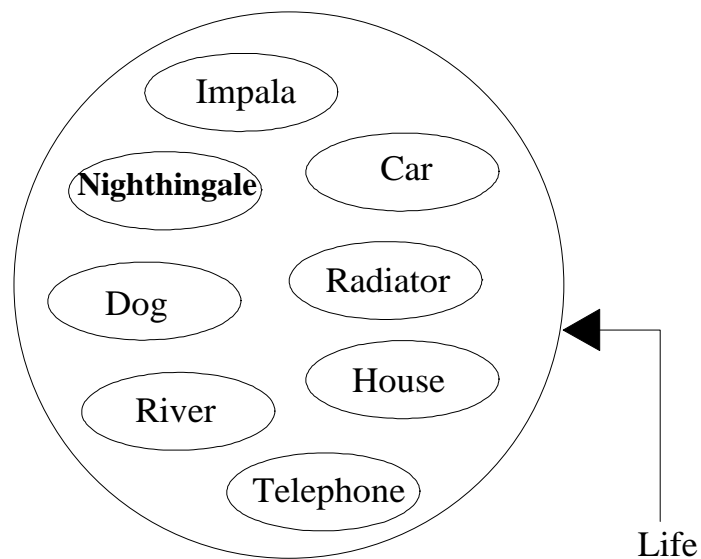 Impala
Car
Nighthingale
Radiator
Dog
House
River
Telephone
Life